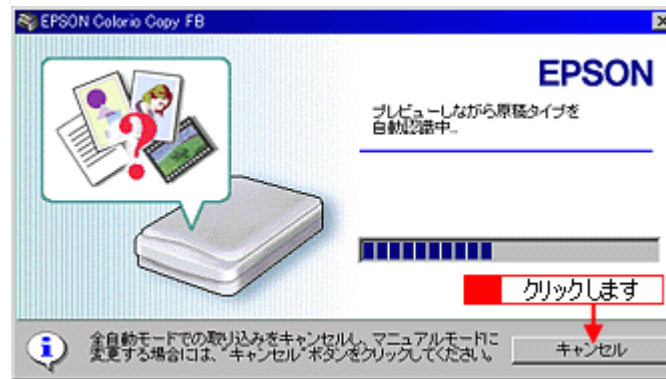 EPSON Colorio Copy FB
EPSON
プレビューしながら原稿タイプを
自動認識中...
クリックします
全自動モードでの取り込みをキャンセルし、マニュアルモードに
変更する場合には、"キャンセル"ボタンをクリックしてください。
キャンセル